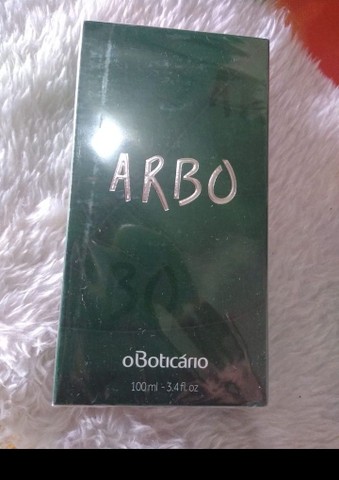 ARBO
oBoticário
100 ml - 3.4 fl. oz